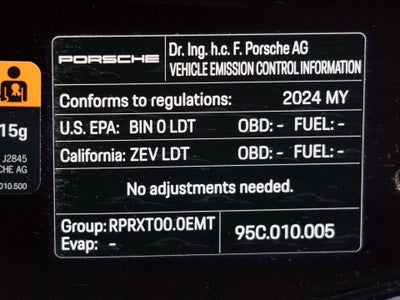 PORSCHE
Dr. Ing. h.c. F. Porsche AG
VEHICLE EMISSION CONTROL INFORMATION
Conforms to regulations: 2024 MY
U.S. EPA: BIN 0 LDT OBD: - FUEL: -
California: ZEV LDT OBD: - FUEL: -
No adjustments needed.
Group: RPRXT00.0EMT
Evap: -
95C.010.005
15g
J2845
CHE AG
010.500